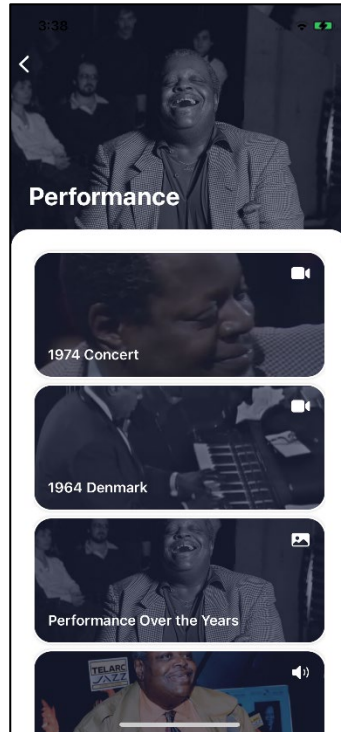 3:38
Performance
1974 Concert
1964 Denmark
Performance Over the Years
TELARC
JAZZ